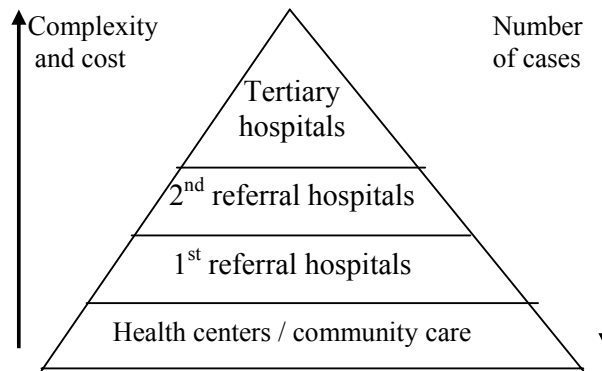 Complexity
and cost
Number
of cases
Tertiary
hospitals
2nd referral hospitals
1st referral hospitals
Health centers / community care